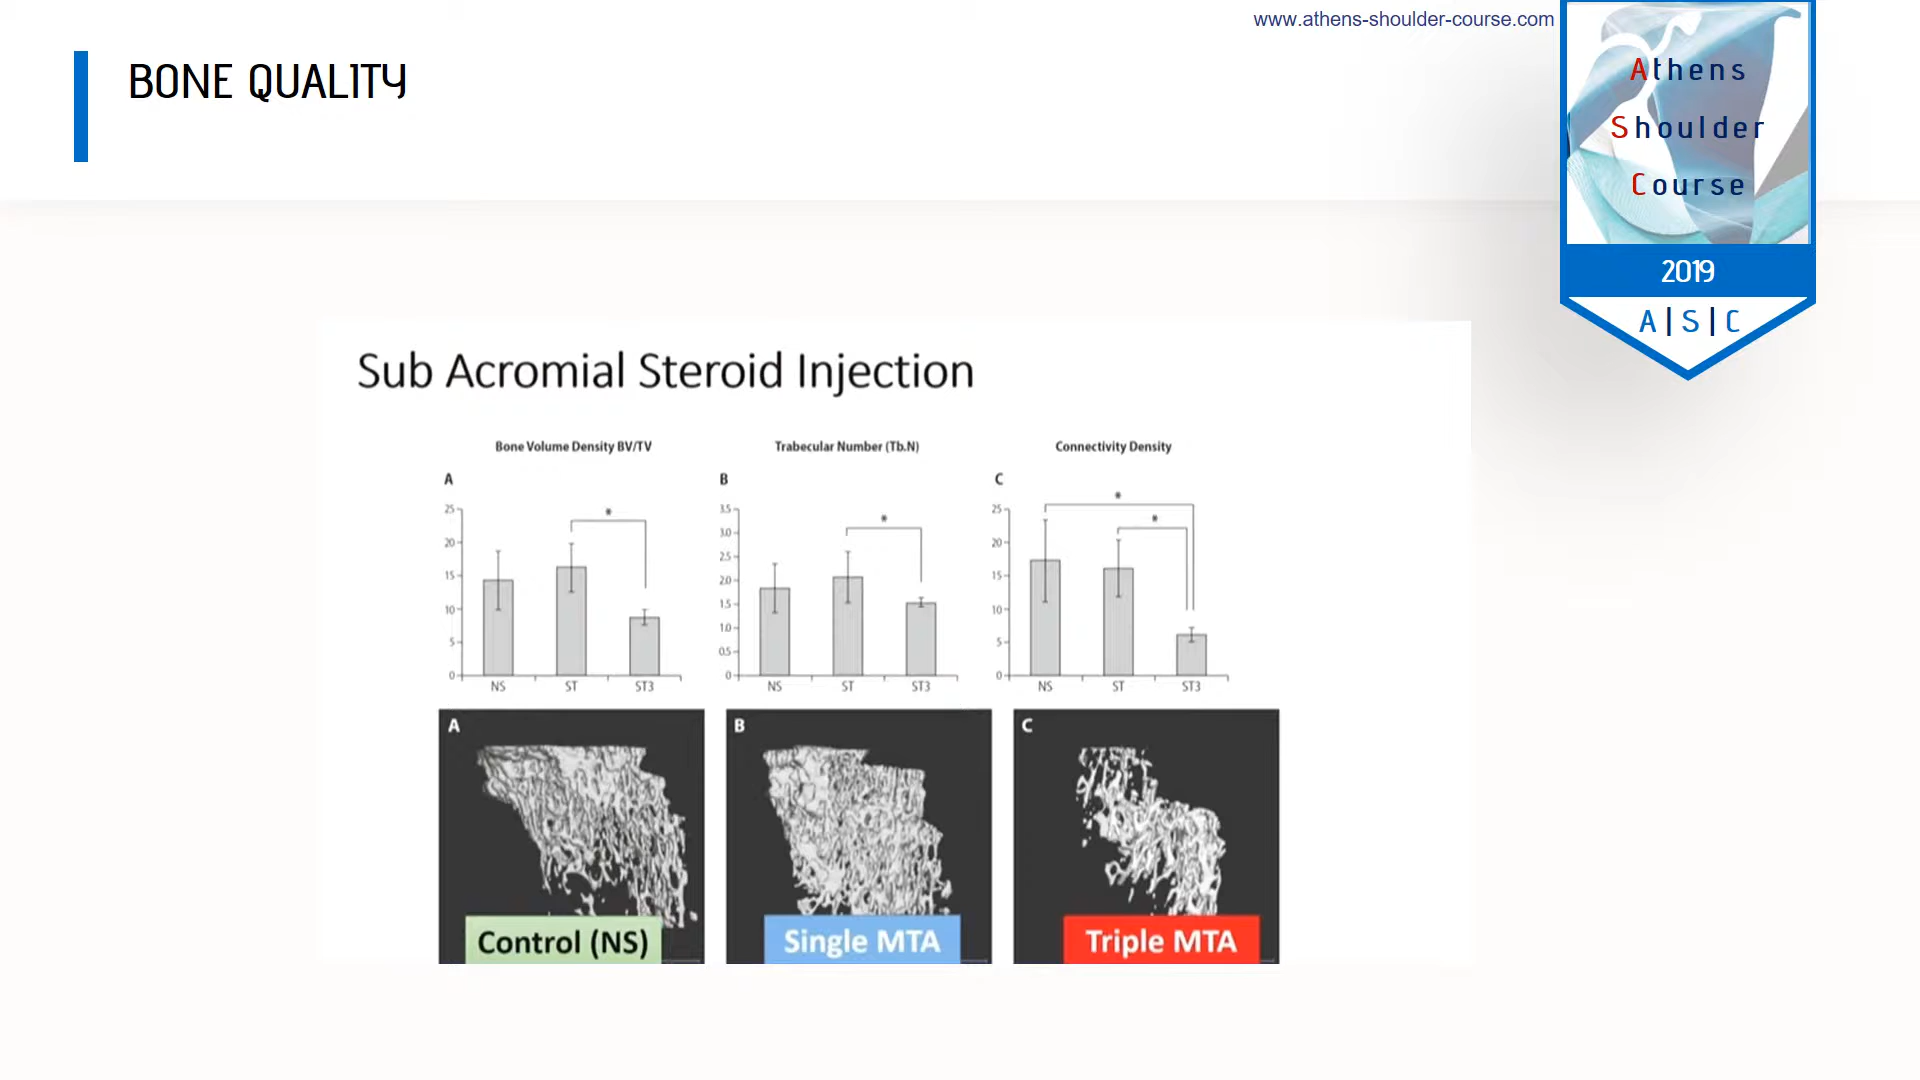 www.athens-shoulder-course.com
BONE QUALITY
Athens
Shoulder
Course
2019
A|S|C
Sub Acromial Steroid Injection
Bone Volume Density BV/TV
A
25
20
15
10
5
0
*
NS ST ST3
Trabecular Number (Tb.N)
B
3.5
3.0
2.5
2.0
1.5
1.0
0.5
0
*
NS ST ST3
Connectivity Density
C
25
20
15
10
5
0
*
*
NS ST ST3
A
Control (NS)
B
Single MTA
C
Triple MTA